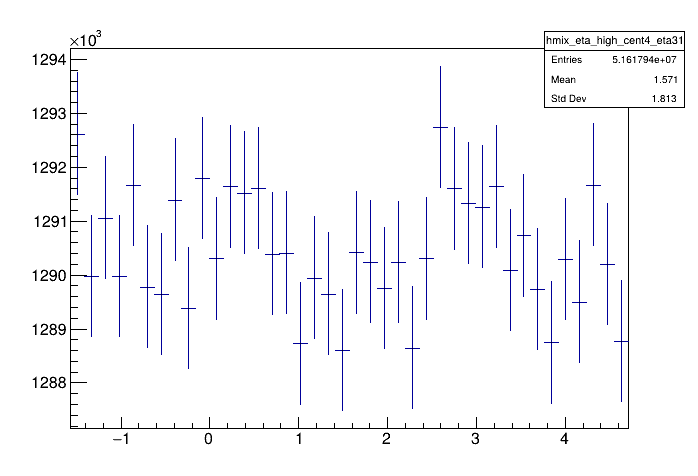 ×10³
hmix_eta_high_cent4_eta31
Entries 5.161794e+07
Mean 1.571
Std Dev 1.813
1294
1293
1292
1291
1290
1289
1288
−1 0 1 2 3 4